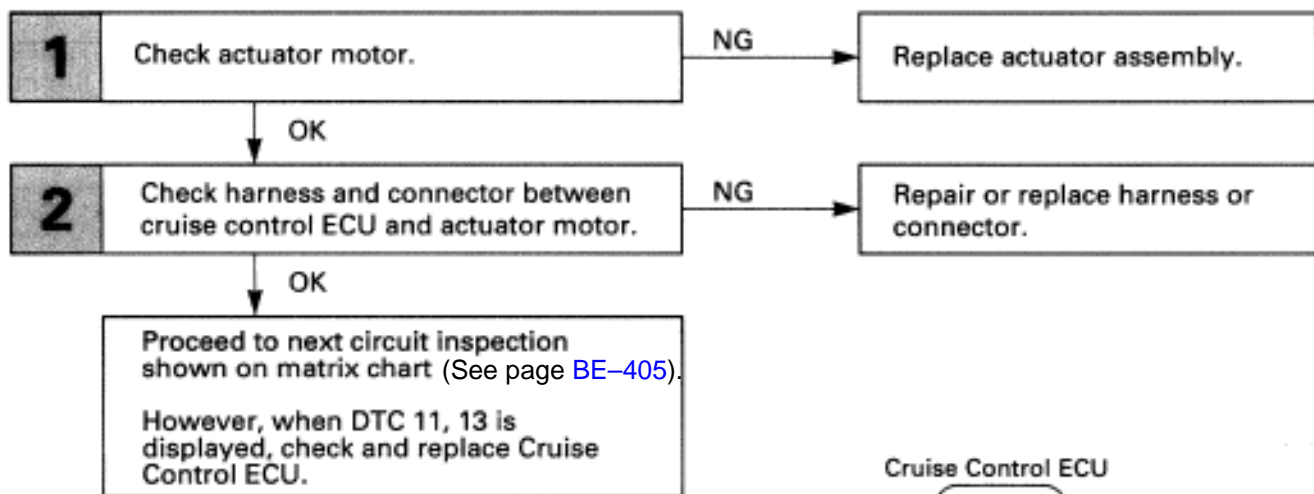 1
Check actuator motor.
NG
Replace actuator assembly.
OK
2
Check harness and connector between
cruise control ECU and actuator motor.
NG
Repair or replace harness or
connector.
OK
Proceed to next circuit inspection
shown on matrix chart (See page BE–405).
However, when DTC 11, 13 is
displayed, check and replace Cruise
Control ECU.
Cruise Control ECU